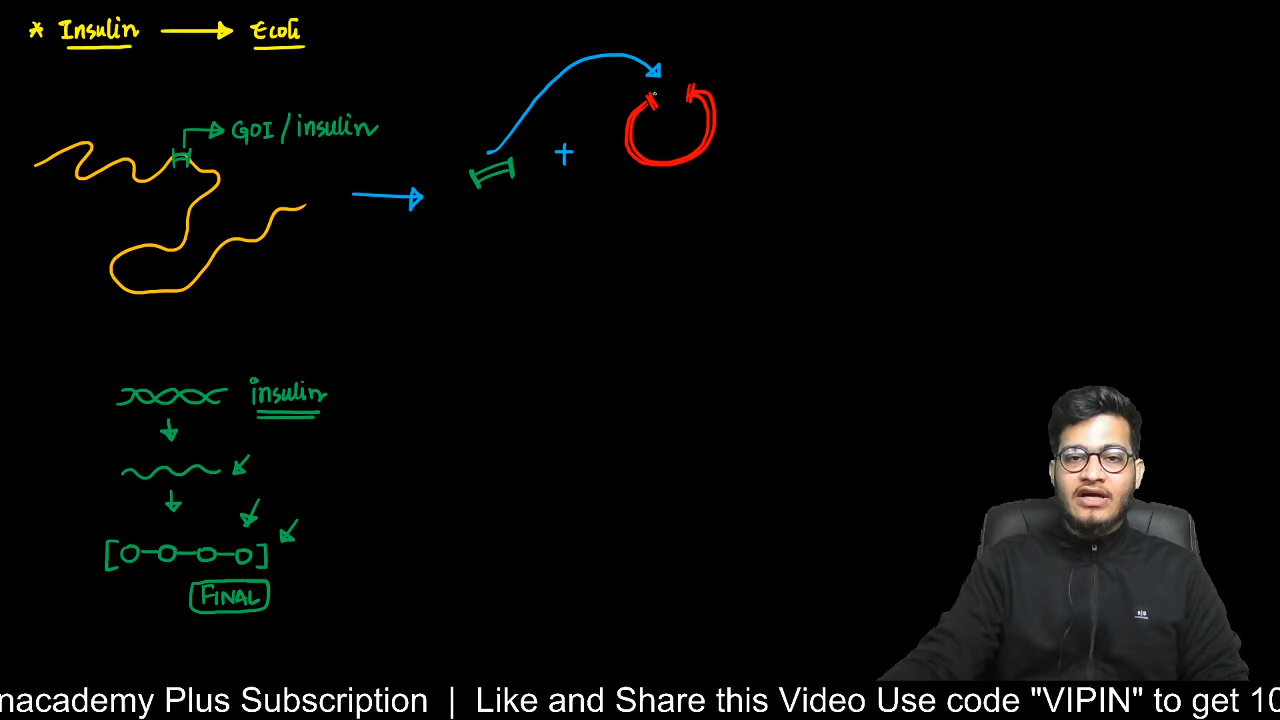 * Insulin → Ecoli
GOI / insulin
+
insulin
FINAL
nacademy Plus Subscription | Like and Share this Video Use code "VIPIN" to get 10